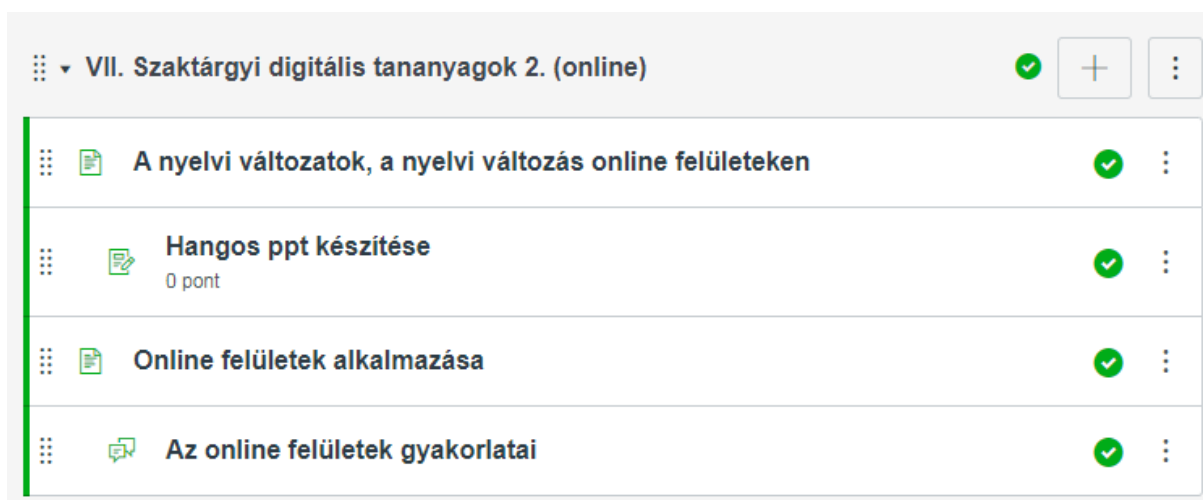 VII. Szaktárgyi digitális tananyagok 2. (online)
A nyelvi változatok, a nyelvi változás online felületeken
Hangos ppt készítése
0 pont
Online felületek alkalmazása
Az online felületek gyakorlatai